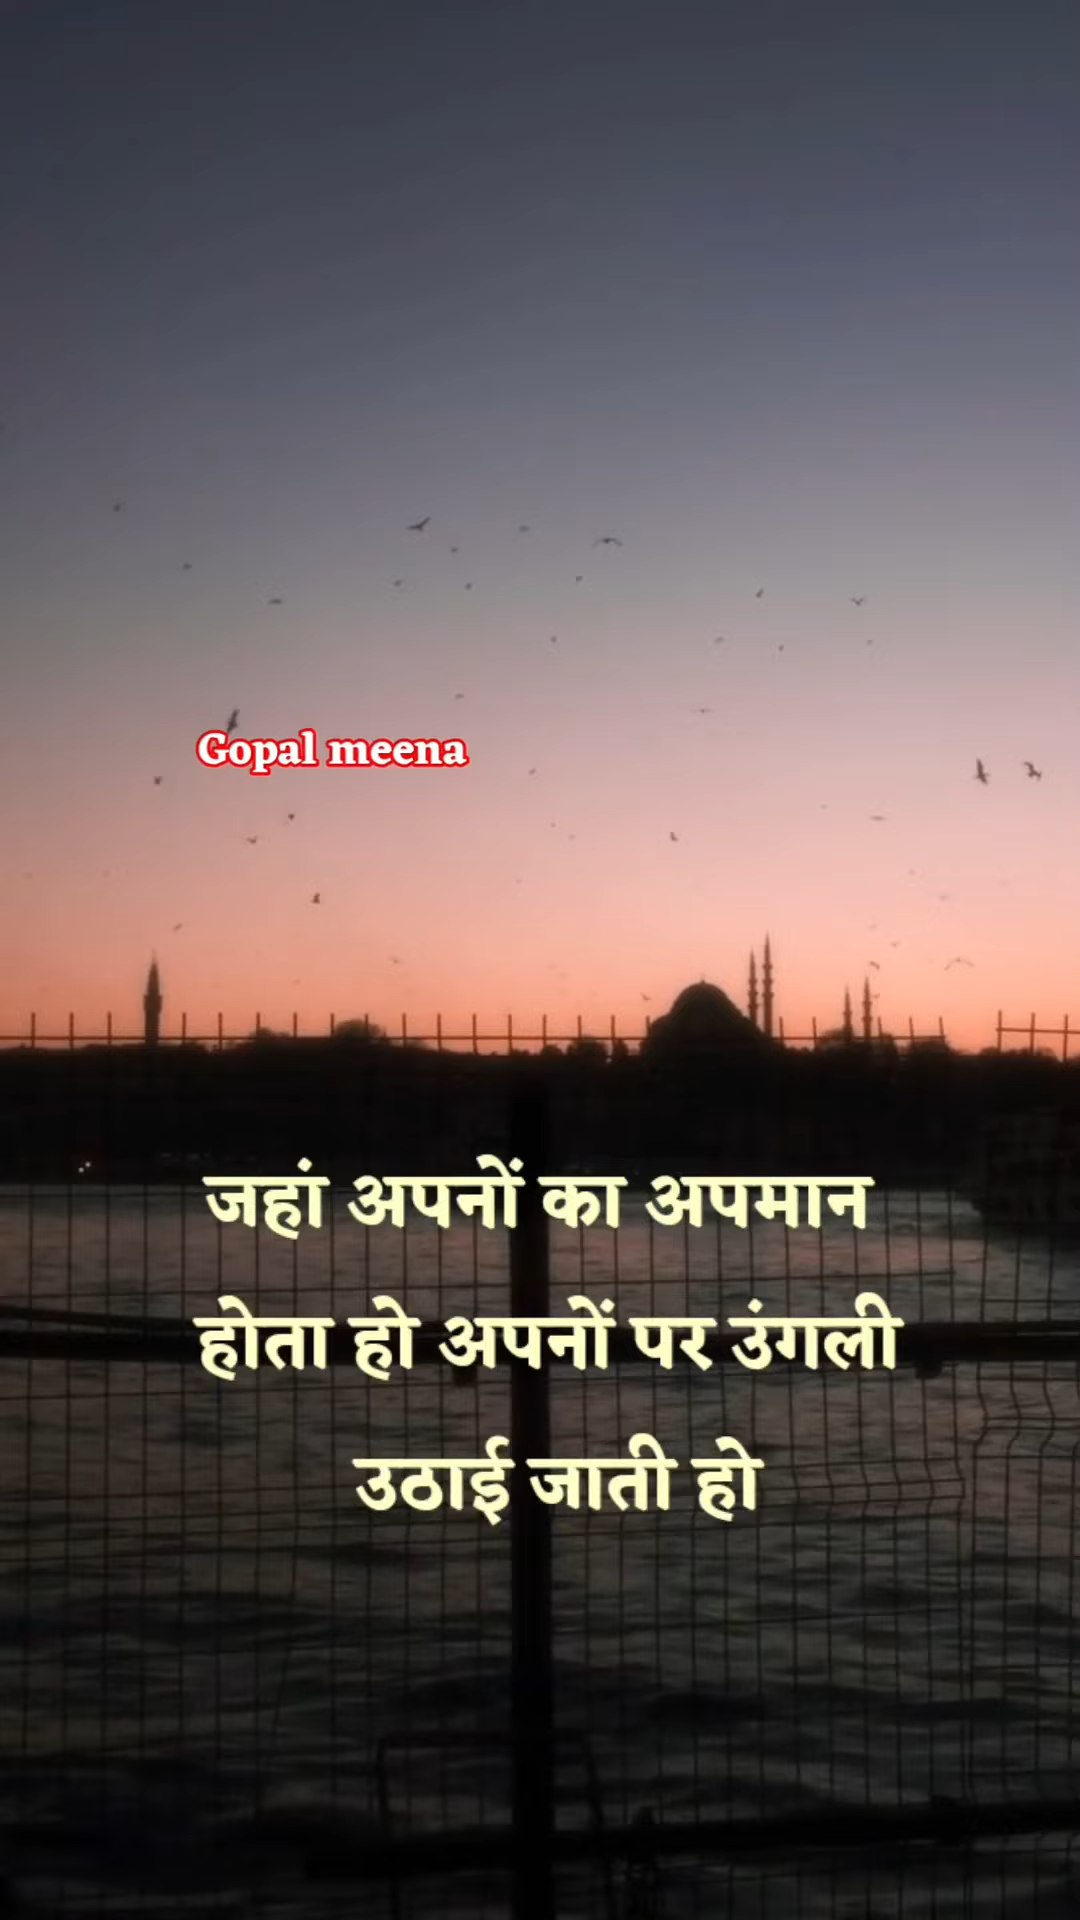 Gopal meena
जहां अपनों का अपमान
होता हो अपनों पर उंगली
उठाई जाती हो